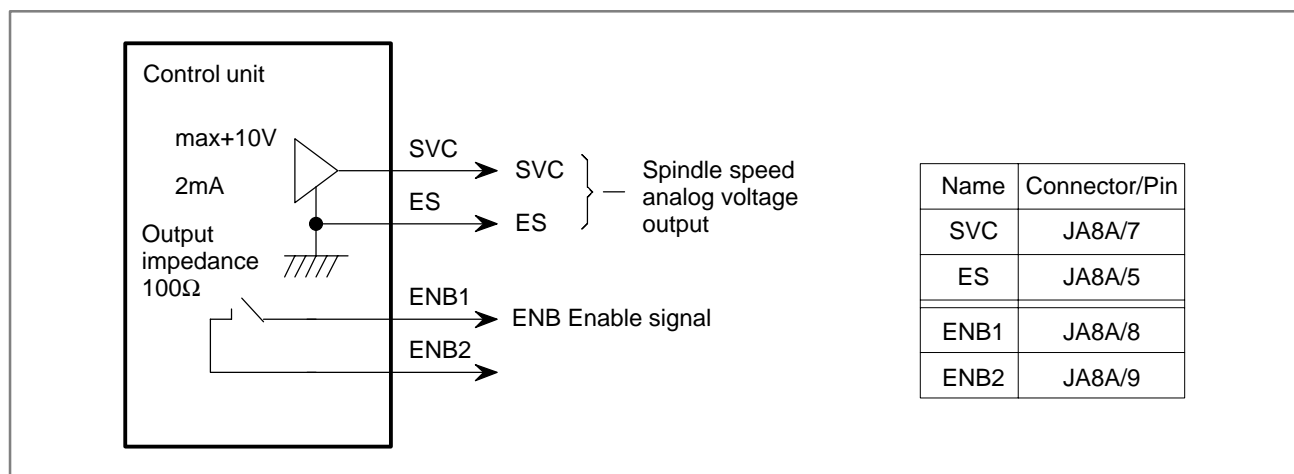 Control unit
max+10V
2mA
Output
impedance
100Ω
SVC
ES
ENB1
ENB2
SVC
ES
Spindle speed
analog voltage
output
ENB Enable signal
Name Connector/Pin
SVC JA8A/7
ES JA8A/5
ENB1 JA8A/8
ENB2 JA8A/9